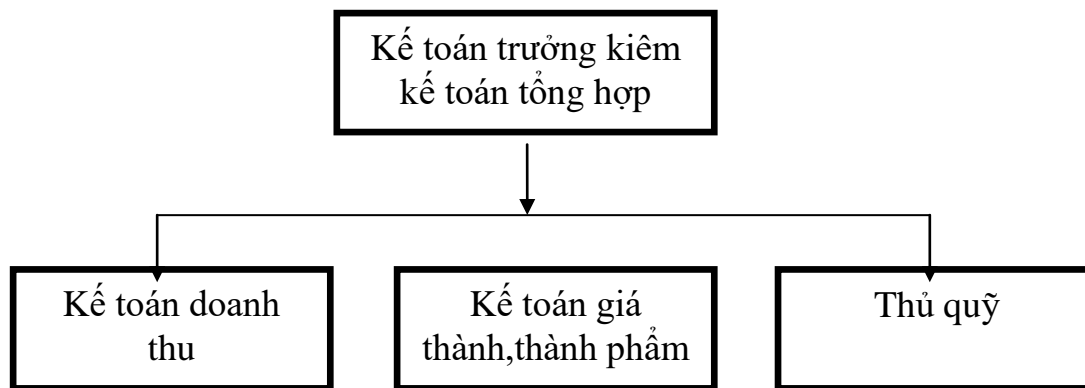 Kế toán trưởng kiêm
kế toán tổng hợp
Kế toán doanh
thu
Kế toán giá
thành,thành phẩm
Thủ quỹ